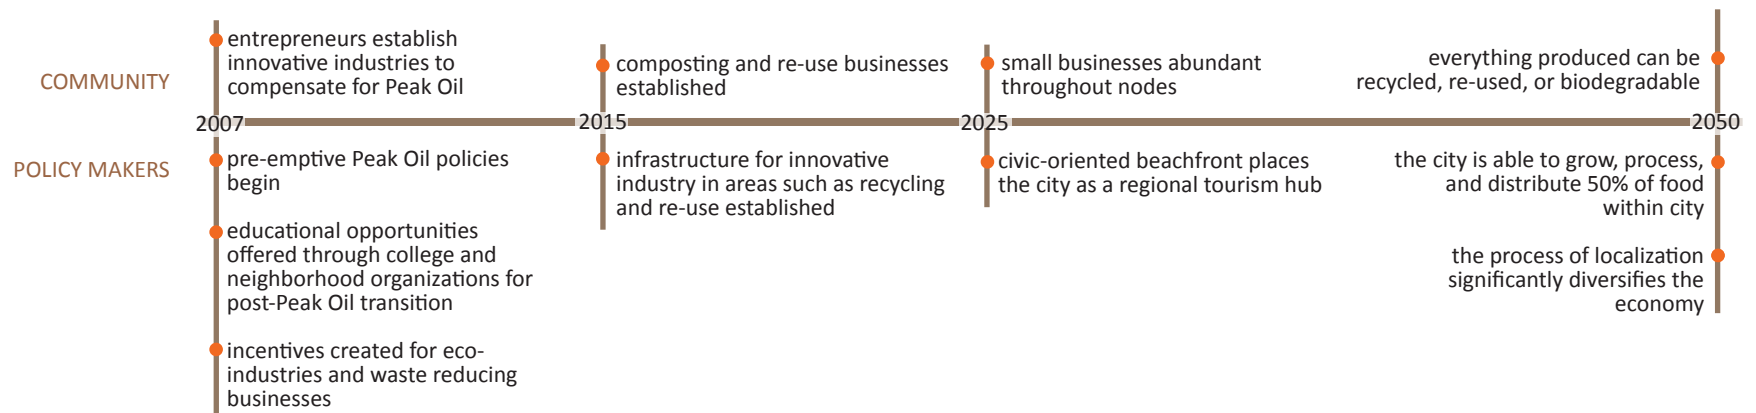 COMMUNITY
entrepreneurs establish
innovative industries to
compensate for Peak Oil
composting and re-use businesses
established
small businesses abundant
throughout nodes
everything produced can be
recycled, re-used, or biodegradable
2007
2015
2025
2050
POLICY MAKERS
pre-emptive Peak Oil policies
begin
educational opportunities
offered through college and
neighborhood organizations for
post-Peak Oil transition
incentives created for eco-
industries and waste reducing
businesses
infrastructure for innovative
industry in areas such as recycling
and re-use established
civic-oriented beachfront places
the city as a regional tourism hub
the city is able to grow, process,
and distribute 50% of food
within city
the process of localization
significantly diversifies the
economy